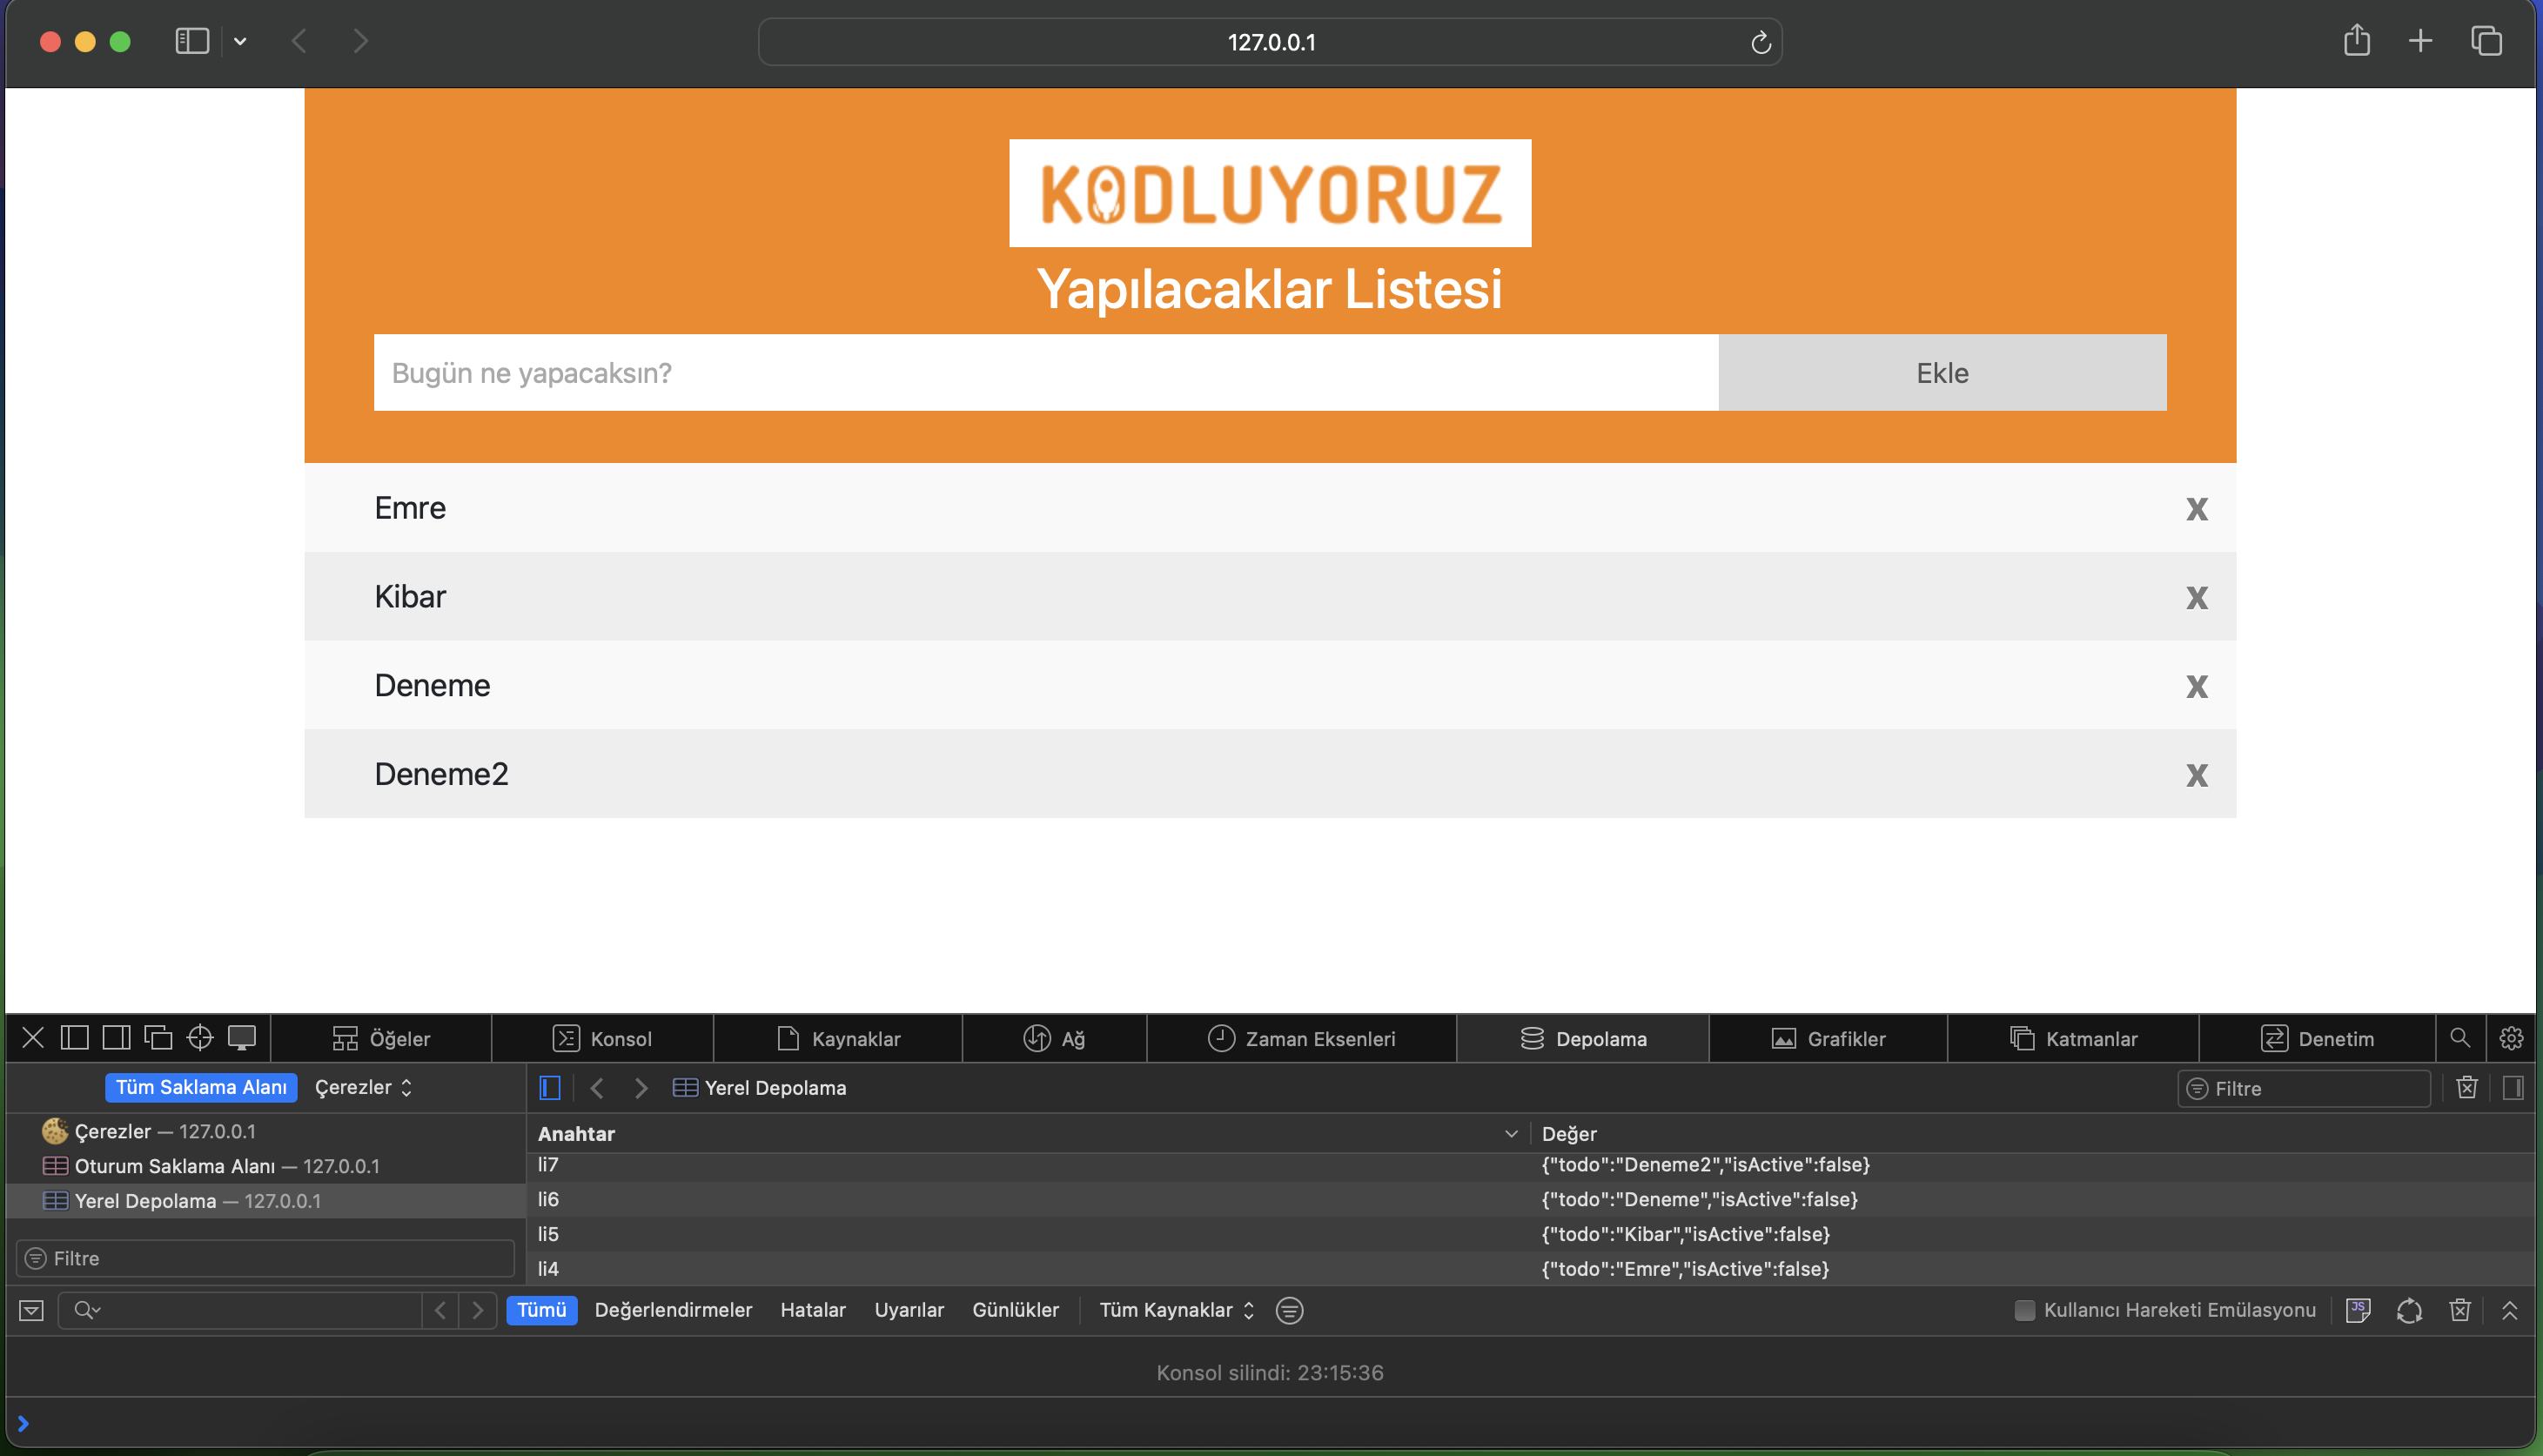 127.0.0.1
KODLUYORUZ
Yapılacaklar Listesi
Bugün ne yapacaksın?
Ekle
Emre
x
Kibar
x
Deneme
x
Deneme2
x
Öğeler
Konsol
Kaynaklar
Ağ
Zaman Eksenleri
Depolama
Grafikler
Katmanlar
Denetim
Tüm Saklama Alanı
Çerezler
Yerel Depolama
Filtre
Çerezler — 127.0.0.1
Oturum Saklama Alanı — 127.0.0.1
Yerel Depolama — 127.0.0.1
Filtre
Anahtar
Değer
li7
{"todo":"Deneme2","isActive":false}
li6
{"todo":"Deneme","isActive":false}
li5
{"todo":"Kibar","isActive":false}
li4
{"todo":"Emre","isActive":false}
Tümü
Değerlendirmeler
Hatalar
Uyarılar
Günlükler
Tüm Kaynaklar
Kullanıcı Hareketi Emülasyonu
JS
Konsol silindi: 23:15:36